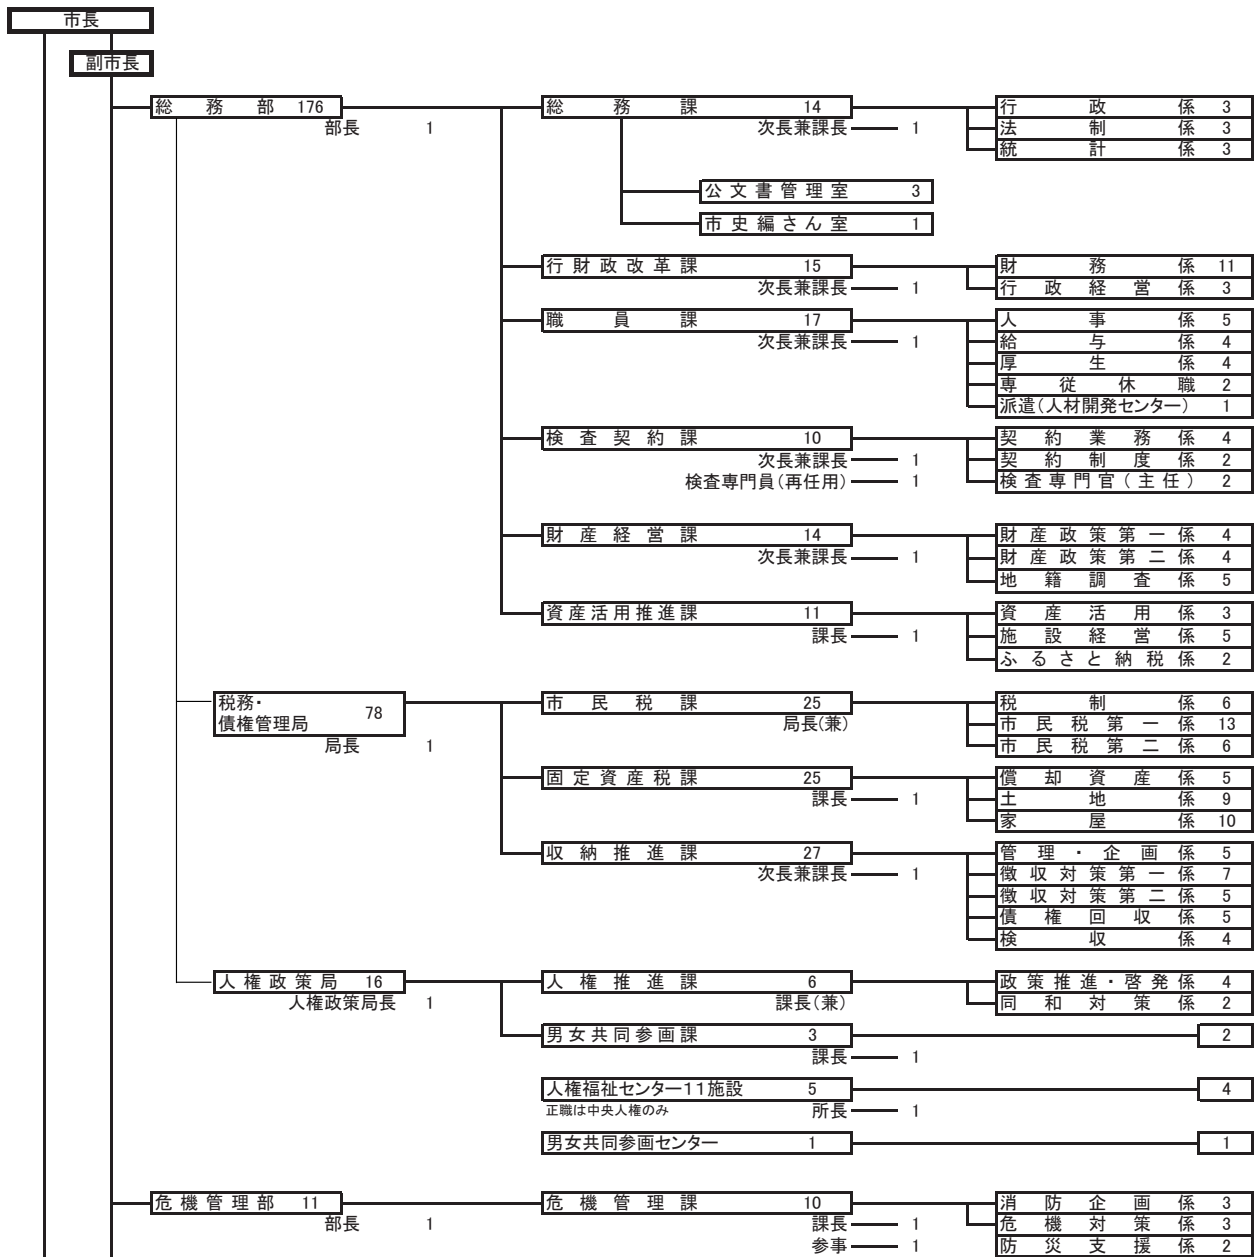 市長
副市長
総務部 176 総務課 14 行政係 3
部長 1 次長兼課長 1 法制係 3
統計係 3
公文書管理室 3
市史編さん室 1
行財政改革課 15 財務係 11
次長兼課長 1 行政経営係 3
職員課 17 人事係 5
次長兼課長 1 給与係 4
厚生係 4
専従休職 2
派遣(人材開発センター) 1
検査契約課 10 契約業務係 4
次長兼課長 1 契約制度係 2
検査専門員(再任用) 1 検査専門官(主任) 2
財産経営課 14 財産政策第一係 4
次長兼課長 1 財産政策第二係 4
地籍調査係 5
資産活用推進課 11 資産活用係 3
課長 1 施設経営係 5
ふるさと納税係 2
税務・
債権管理局 78 市民税課 25 税制係 6
局長 1 局長(兼) 市民税第一係 13
市民税第二係 6
固定資産税課 25 償却資産係 5
課長 1 土地係 9
家屋係 10
収納推進課 27 管理・企画係 5
次長兼課長 1 徴収対策第一係 7
徴収対策第二係 5
債権回収係 5
検収係 4
人権政策局 16 人権推進課 6 政策推進・啓発係 4
人権政策局長 1 課長(兼) 同和対策係 2
男女共同参画課 3 2
課長 1
人権福祉センター11施設 5 4
正職は中央人権のみ 所長 1
男女共同参画センター 1 1
危機管理部 11 危機管理課 10 消防企画係 3
部長 1 課長 1 危機対策係 3
参事 1 防災支援係 2